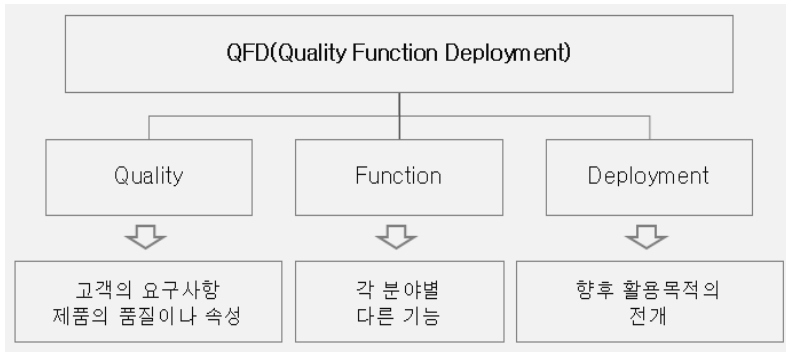 QFD(Quality Function Deployment)
Quality
Function
Deployment
고객의 요구사항
제품의 품질이나 속성
각 분야별
다른 기능
향후 활용목적의
전개